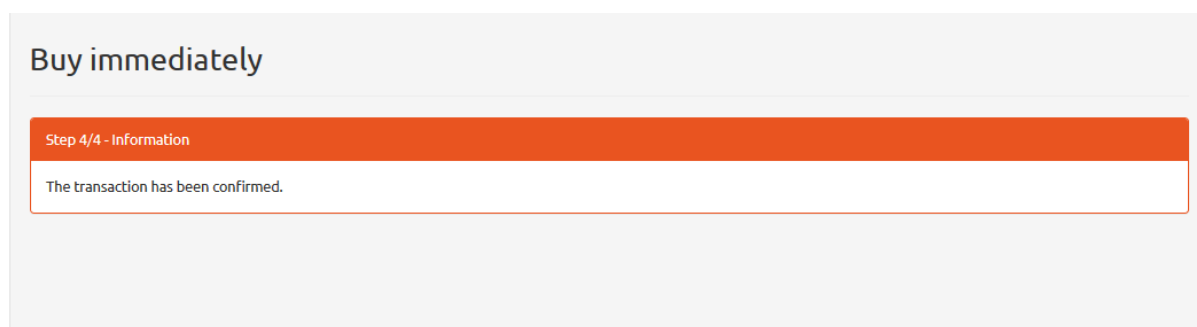 Buy immediately
Step 4/4 - Information
The transaction has been confirmed.